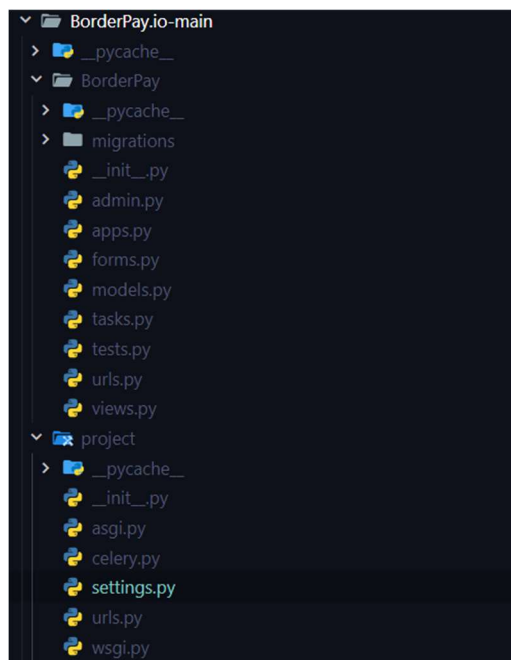 BorderPay.io-main
__pycache__
BorderPay
__pycache__
migrations
__init__.py
admin.py
apps.py
forms.py
models.py
tasks.py
tests.py
urls.py
views.py
project
__pycache__
__init__.py
asgi.py
celery.py
settings.py
urls.py
wsgi.py